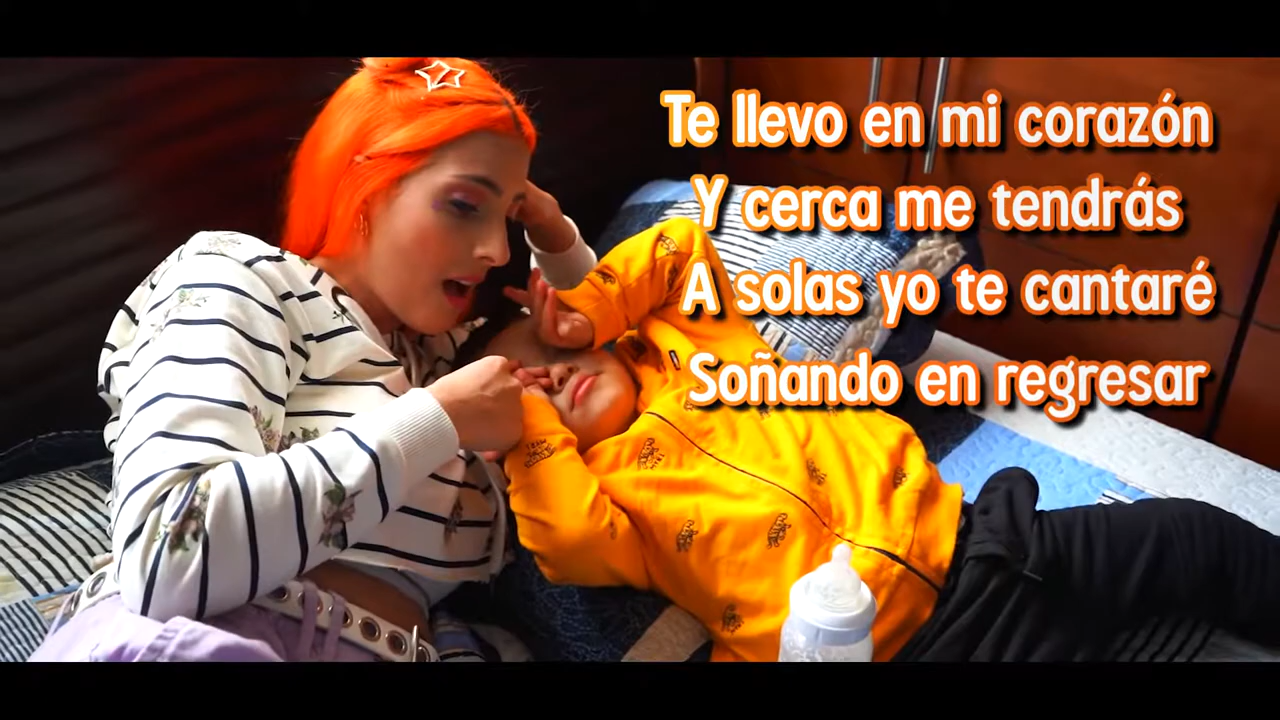 Te llevo en mi corazón
Y cerca me tendrás
A solas yo te cantaré
Soñando en regresar